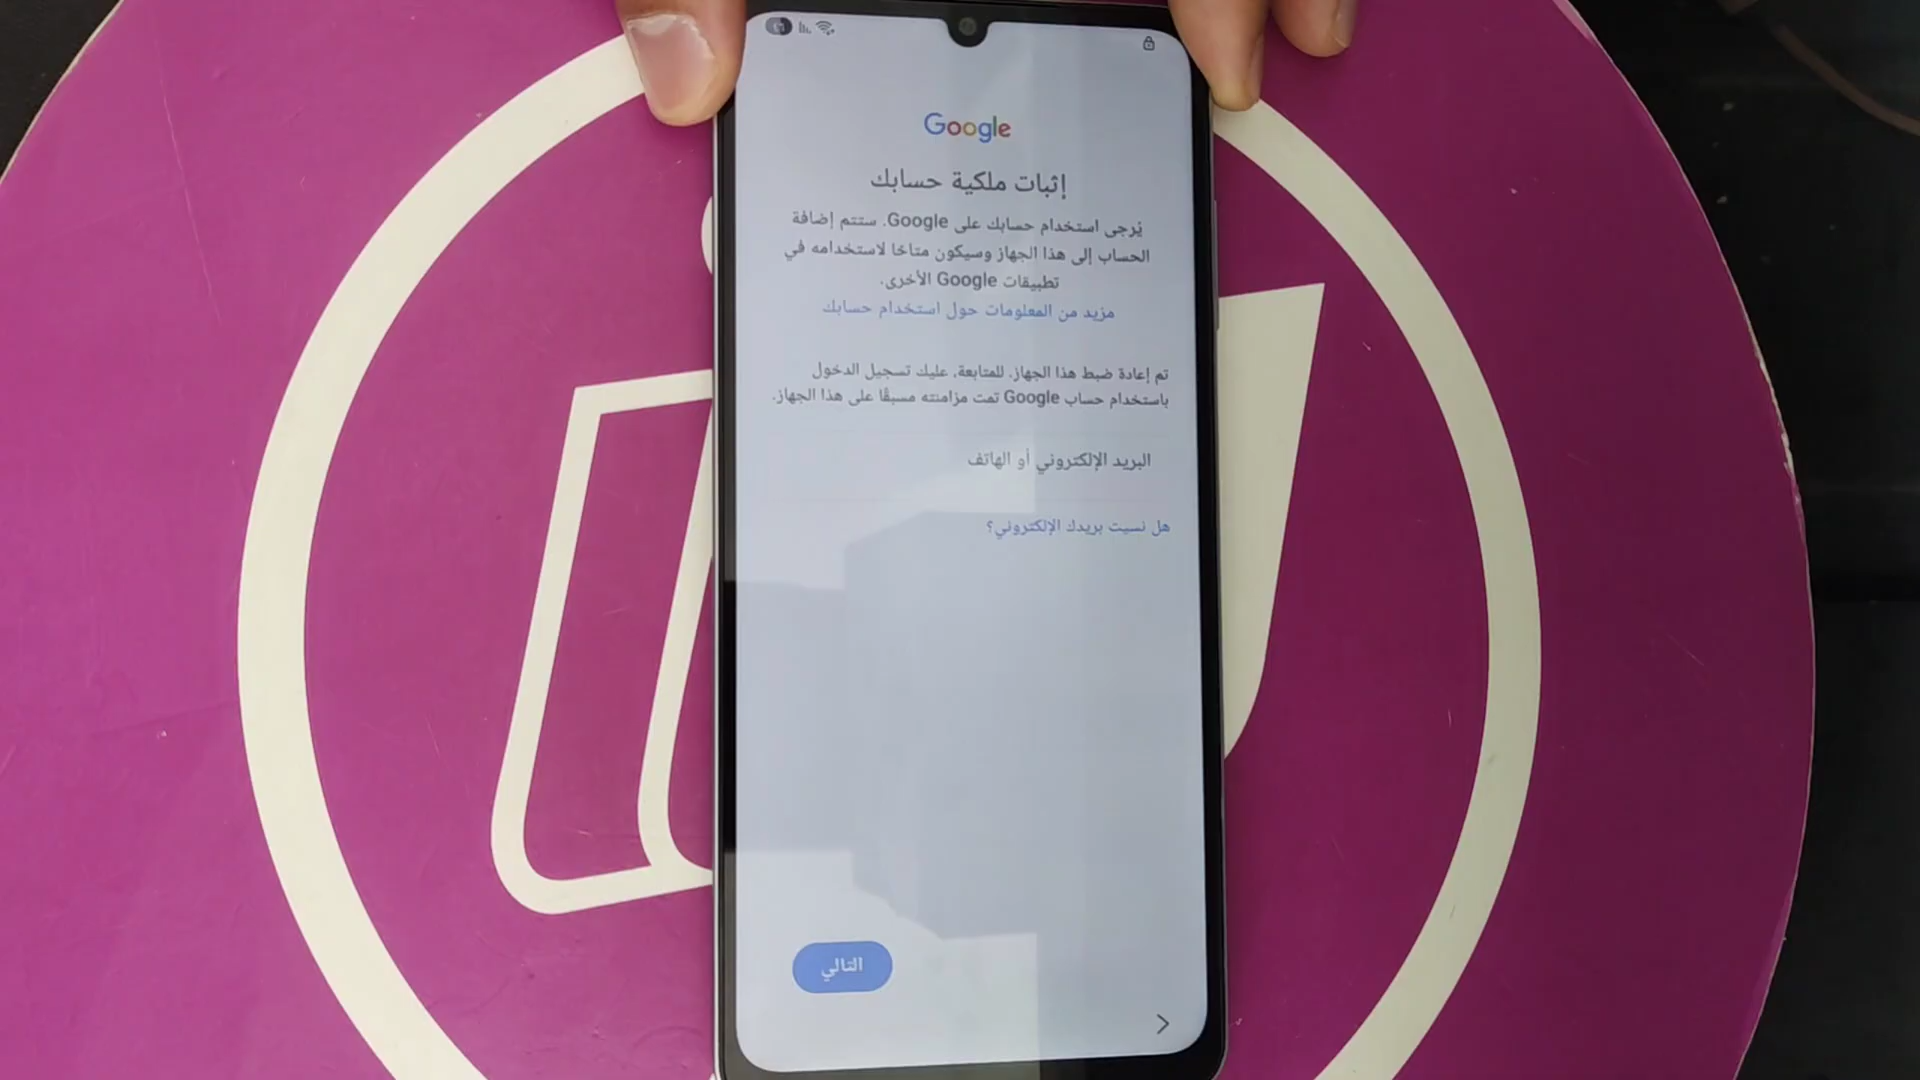 Google
إثبات ملكية حسابك
يُرجى استخدام حسابك على Google. ستتم إضافة
الحساب إلى هذا الجهاز وسيكون متاحًا لاستخدامه في
تطبيقات Google الأخرى.
مزيد من المعلومات حول استخدام حسابك
تم إعادة ضبط هذا الجهاز. للمتابعة، عليك تسجيل الدخول
باستخدام حساب Google تمت مزامنته مسبقًا على هذا الجهاز.
البريد الإلكتروني أو الهاتف
هل نسيت بريدك الإلكتروني؟
التالي